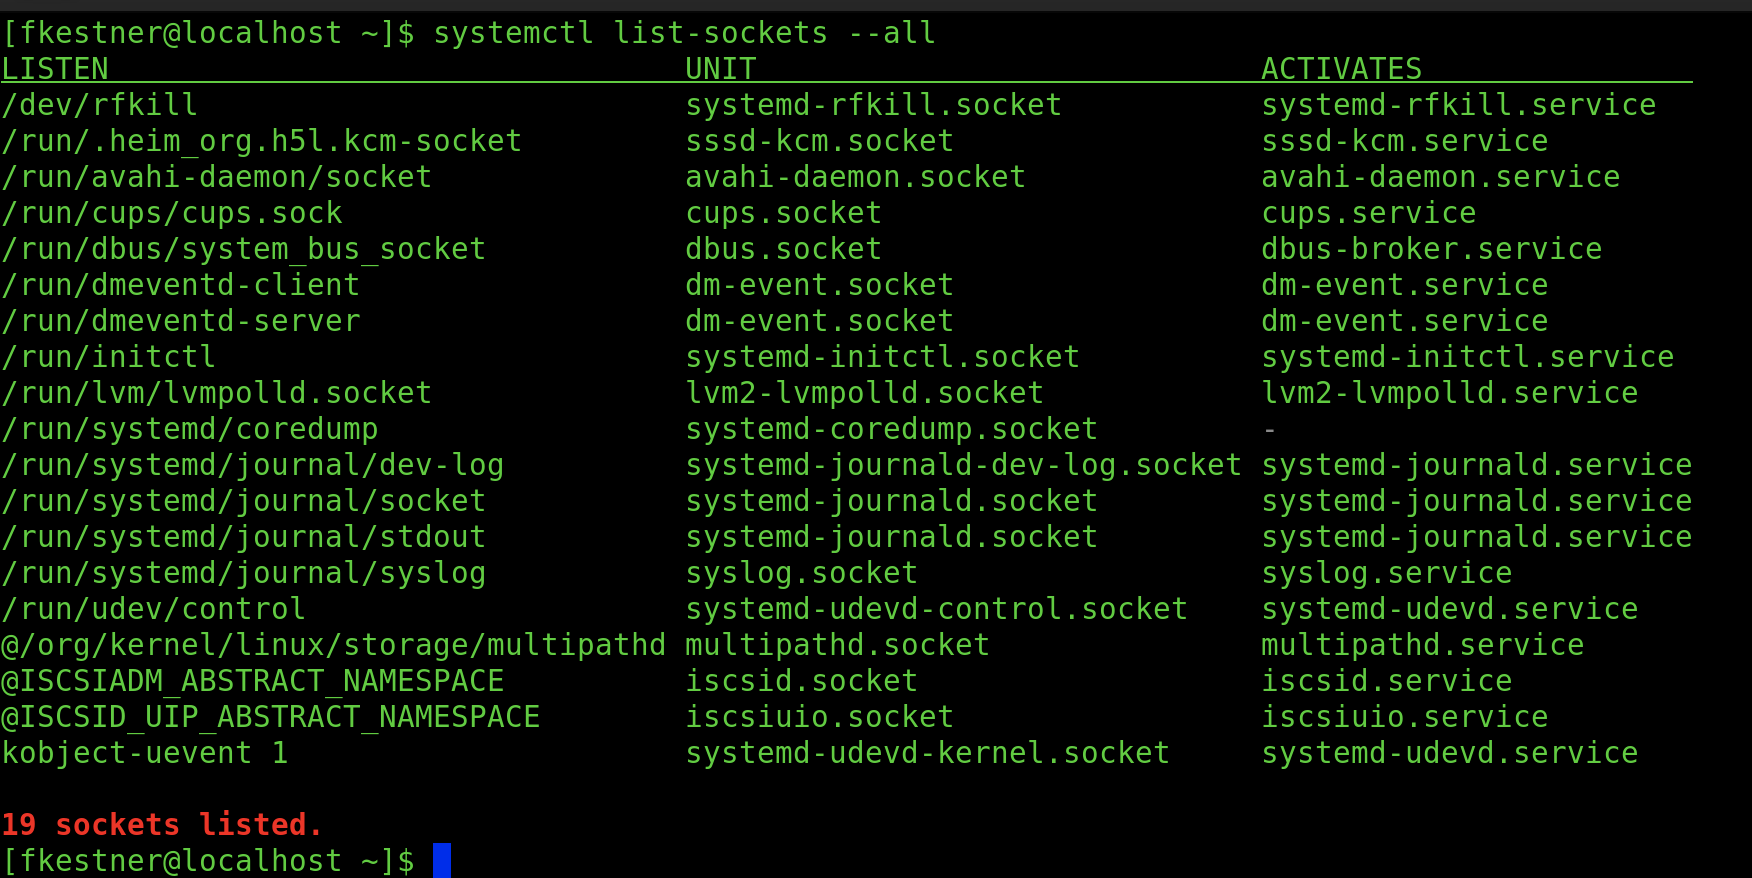 [fkestner@localhost ~]$ systemctl list-sockets --all
LISTEN UNIT ACTIVATES
/dev/rfkill systemd-rfkill.socket systemd-rfkill.service
/run/.heim_org.h5l.kcm-socket sssd-kcm.socket sssd-kcm.service
/run/avahi-daemon/socket avahi-daemon.socket avahi-daemon.service
/run/cups/cups.sock cups.socket cups.service
/run/dbus/system_bus_socket dbus.socket dbus-broker.service
/run/dmeventd-client dm-event.socket dm-event.service
/run/dmeventd-server dm-event.socket dm-event.service
/run/initctl systemd-initctl.socket systemd-initctl.service
/run/lvm/lvmpolld.socket lvm2-lvmpolld.socket lvm2-lvmpolld.service
/run/systemd/coredump systemd-coredump.socket -
/run/systemd/journal/dev-log systemd-journald-dev-log.socket systemd-journald.service
/run/systemd/journal/socket systemd-journald.socket systemd-journald.service
/run/systemd/journal/stdout systemd-journald.socket systemd-journald.service
/run/systemd/journal/syslog syslog.socket syslog.service
/run/udev/control systemd-udevd-control.socket systemd-udevd.service
@/org/kernel/linux/storage/multipathd multipathd.socket multipathd.service
@ISCSIADM_ABSTRACT_NAMESPACE iscsid.socket iscsid.service
@ISCSID_UIP_ABSTRACT_NAMESPACE iscsiuio.socket iscsiuio.service
kobject-uevent 1 systemd-udevd-kernel.socket systemd-udevd.service
19 sockets listed.
[fkestner@localhost ~]$